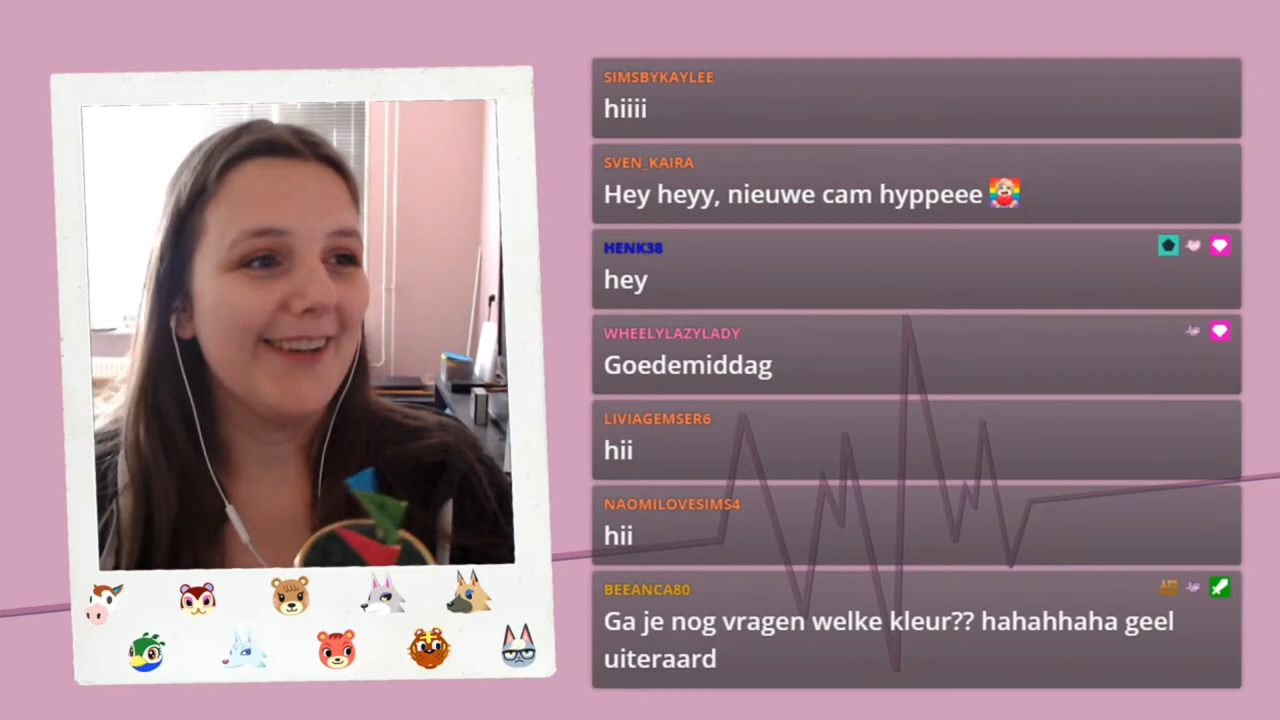 SIMSBYKAYLEE
hiiii
SVEN_KAIRA
Hey heyy, nieuwe cam hyppeee
HENK38
hey
WHEELYLAZYLADY
Goedemiddag
LIVIAGEMSER6
hii
NAOMILOVESIMS4
hii
BEEANCA80
Ga je nog vragen welke kleur?? hahahhaha geel
uiteraard